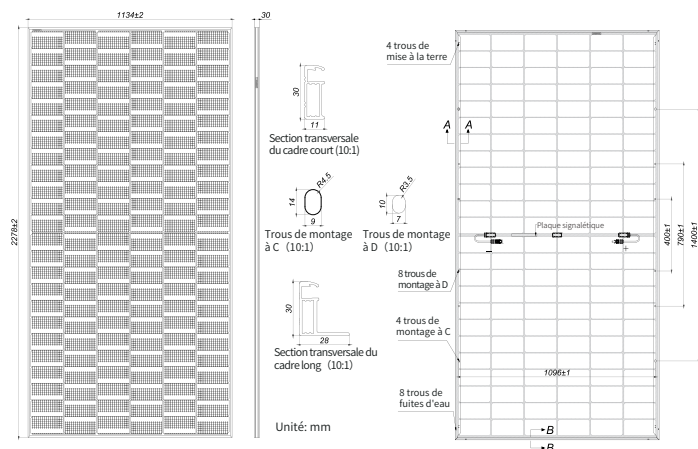 1134±2
30
2278±2
30
11
Section transversale
du cadre court (10:1)
R4.5
14
9
Trous de montage
à C (10:1)
R3.5
10
7
Trous de montage
à D (10:1)
30
28
Section transversale du
cadre long (10:1)
Unité: mm
4 trous de
mise à la terre
A
A
Plaque signalétique
8 trous de
montage à D
4 trous de
montage à C
8 trous de
fuites d'eau
1096±1
400±1
790±1
1400±1
B
B